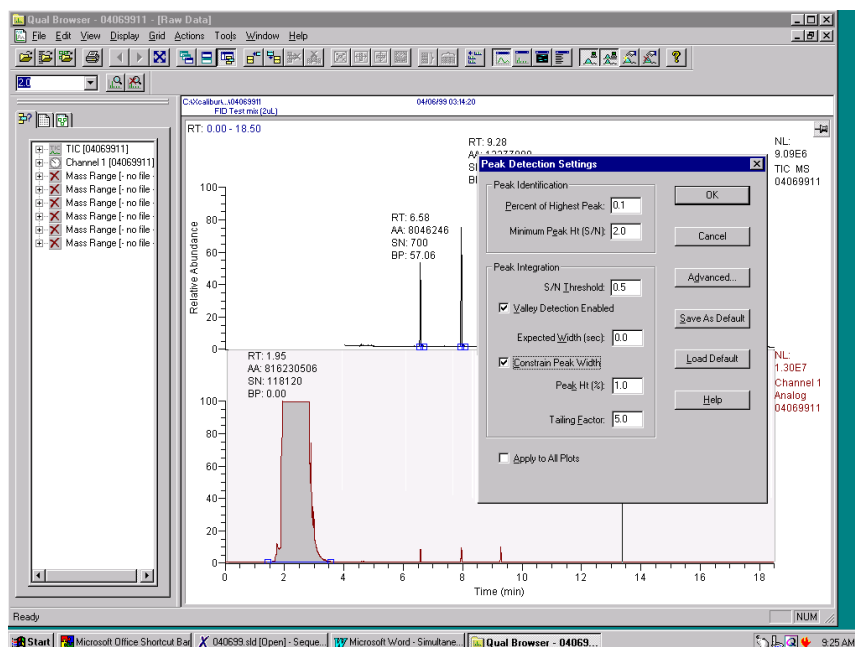 Qual Browser - 04069911 - [Raw Data]
File Edit View Display Grid Actions Tools Window Help
2.0
C:\Xcalibur\...\04069911 04/06/99 03:14:20
FID Test mix (2uL)
TIC [04069911]
Channel 1 [04069911]
Mass Range [- no file -
Mass Range [- no file -
Mass Range [- no file -
Mass Range [- no file -
Mass Range [- no file -
Mass Range [- no file -
RT: 0.00 - 18.50
RT: 9.28
NL:
9.09E6
TIC MS
04069911
100
80
60
40
20
0
Relative Abundance
RT: 6.58
AA: 8046246
SN: 700
BP: 57.06
Peak Detection Settings
Peak Identification
Percent of Highest Peak: 0.1
Minimum Peak Ht (S/N): 2.0
Peak Integration
S/N Threshold: 0.5
Valley Detection Enabled
Expected Width (sec): 0.0
Constrain Peak Width
Peak Ht (%): 1.0
Tailing Factor: 5.0
Apply to All Plots
OK
Cancel
Advanced...
Save As Default
Load Default
Help
RT: 1.95
AA: 816230506
SN: 118120
BP: 0.00
NL:
1.30E7
Channel 1
Analog
04069911
100
80
60
40
20
0
0 2 4 6 8 10 12 14 16 18
Time (min)
Ready NUM
Start Microsoft Office Shortcut Bar 040699.sld [Open] - Seque... Microsoft Word - Simultane... Qual Browser - 04069... 9:25 AM